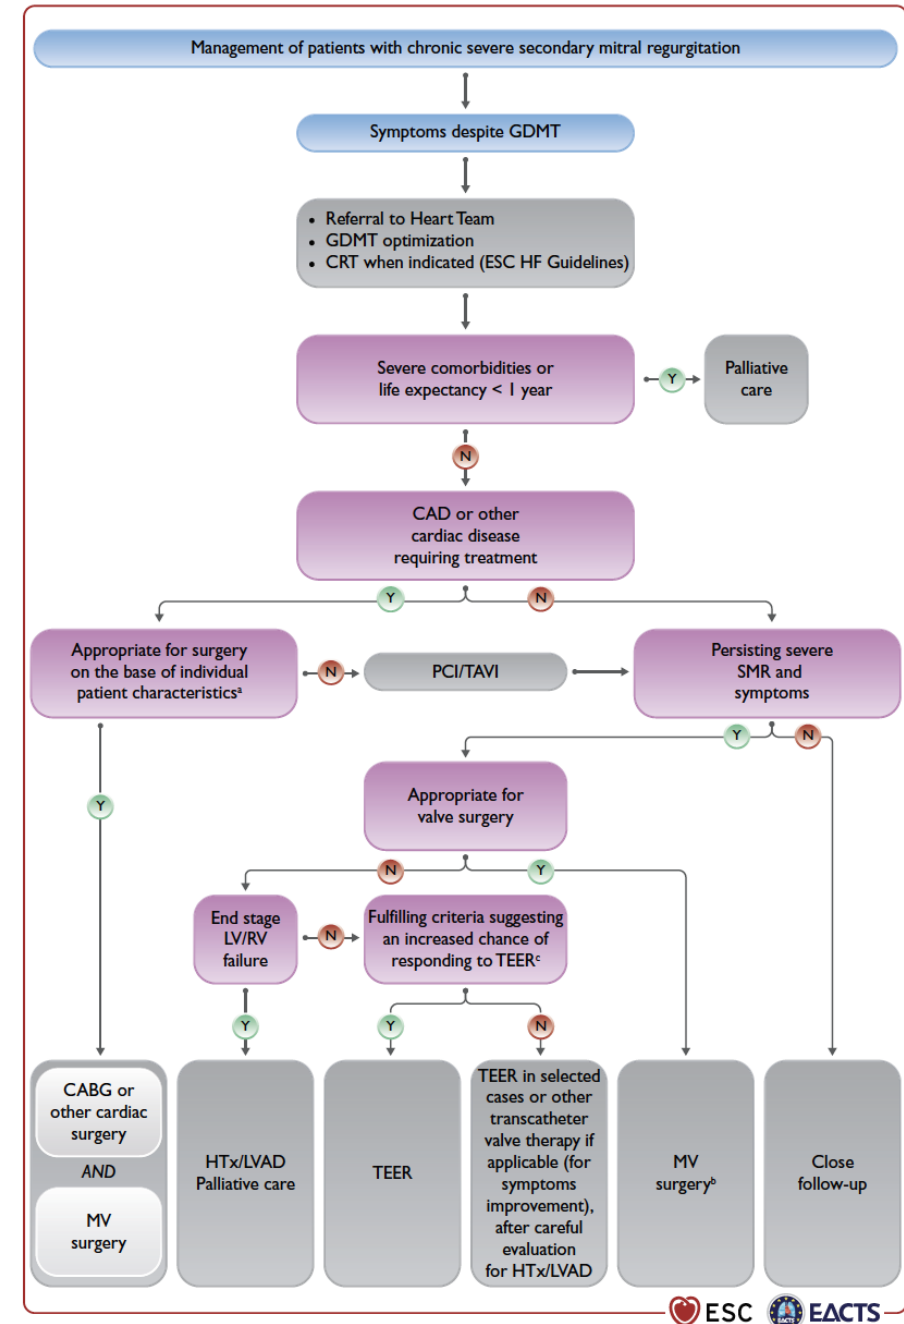 Management of patients with chronic severe secondary mitral regurgitation
Symptoms despite GDMT
• Referral to Heart Team
• GDMT optimization
• CRT when indicated (ESC HF Guidelines)
Severe comorbidities or
life expectancy < 1 year
Y
Palliative
care
N
CAD or other
cardiac disease
requiring treatment
Y
N
Appropriate for surgery
on the base of individual
patient characteristicsᵃ
N
PCI/TAVI
Persisting severe
SMR and
symptoms
Y
N
Y
Appropriate for
valve surgery
N
Y
End stage
LV/RV
failure
N
Fulfilling criteria suggesting
an increased chance of
responding to TEERᶜ
Y
Y
N
CABG or
other cardiac
surgery
AND
MV
surgery
HTx/LVAD
Palliative care
TEER
TEER in selected
cases or other
transcatheter
valve therapy if
applicable (for
symptoms
improvement),
after careful
evaluation
for HTx/LVAD
MV
surgeryᵇ
Close
follow-up
ESC
EACTS
EACTS